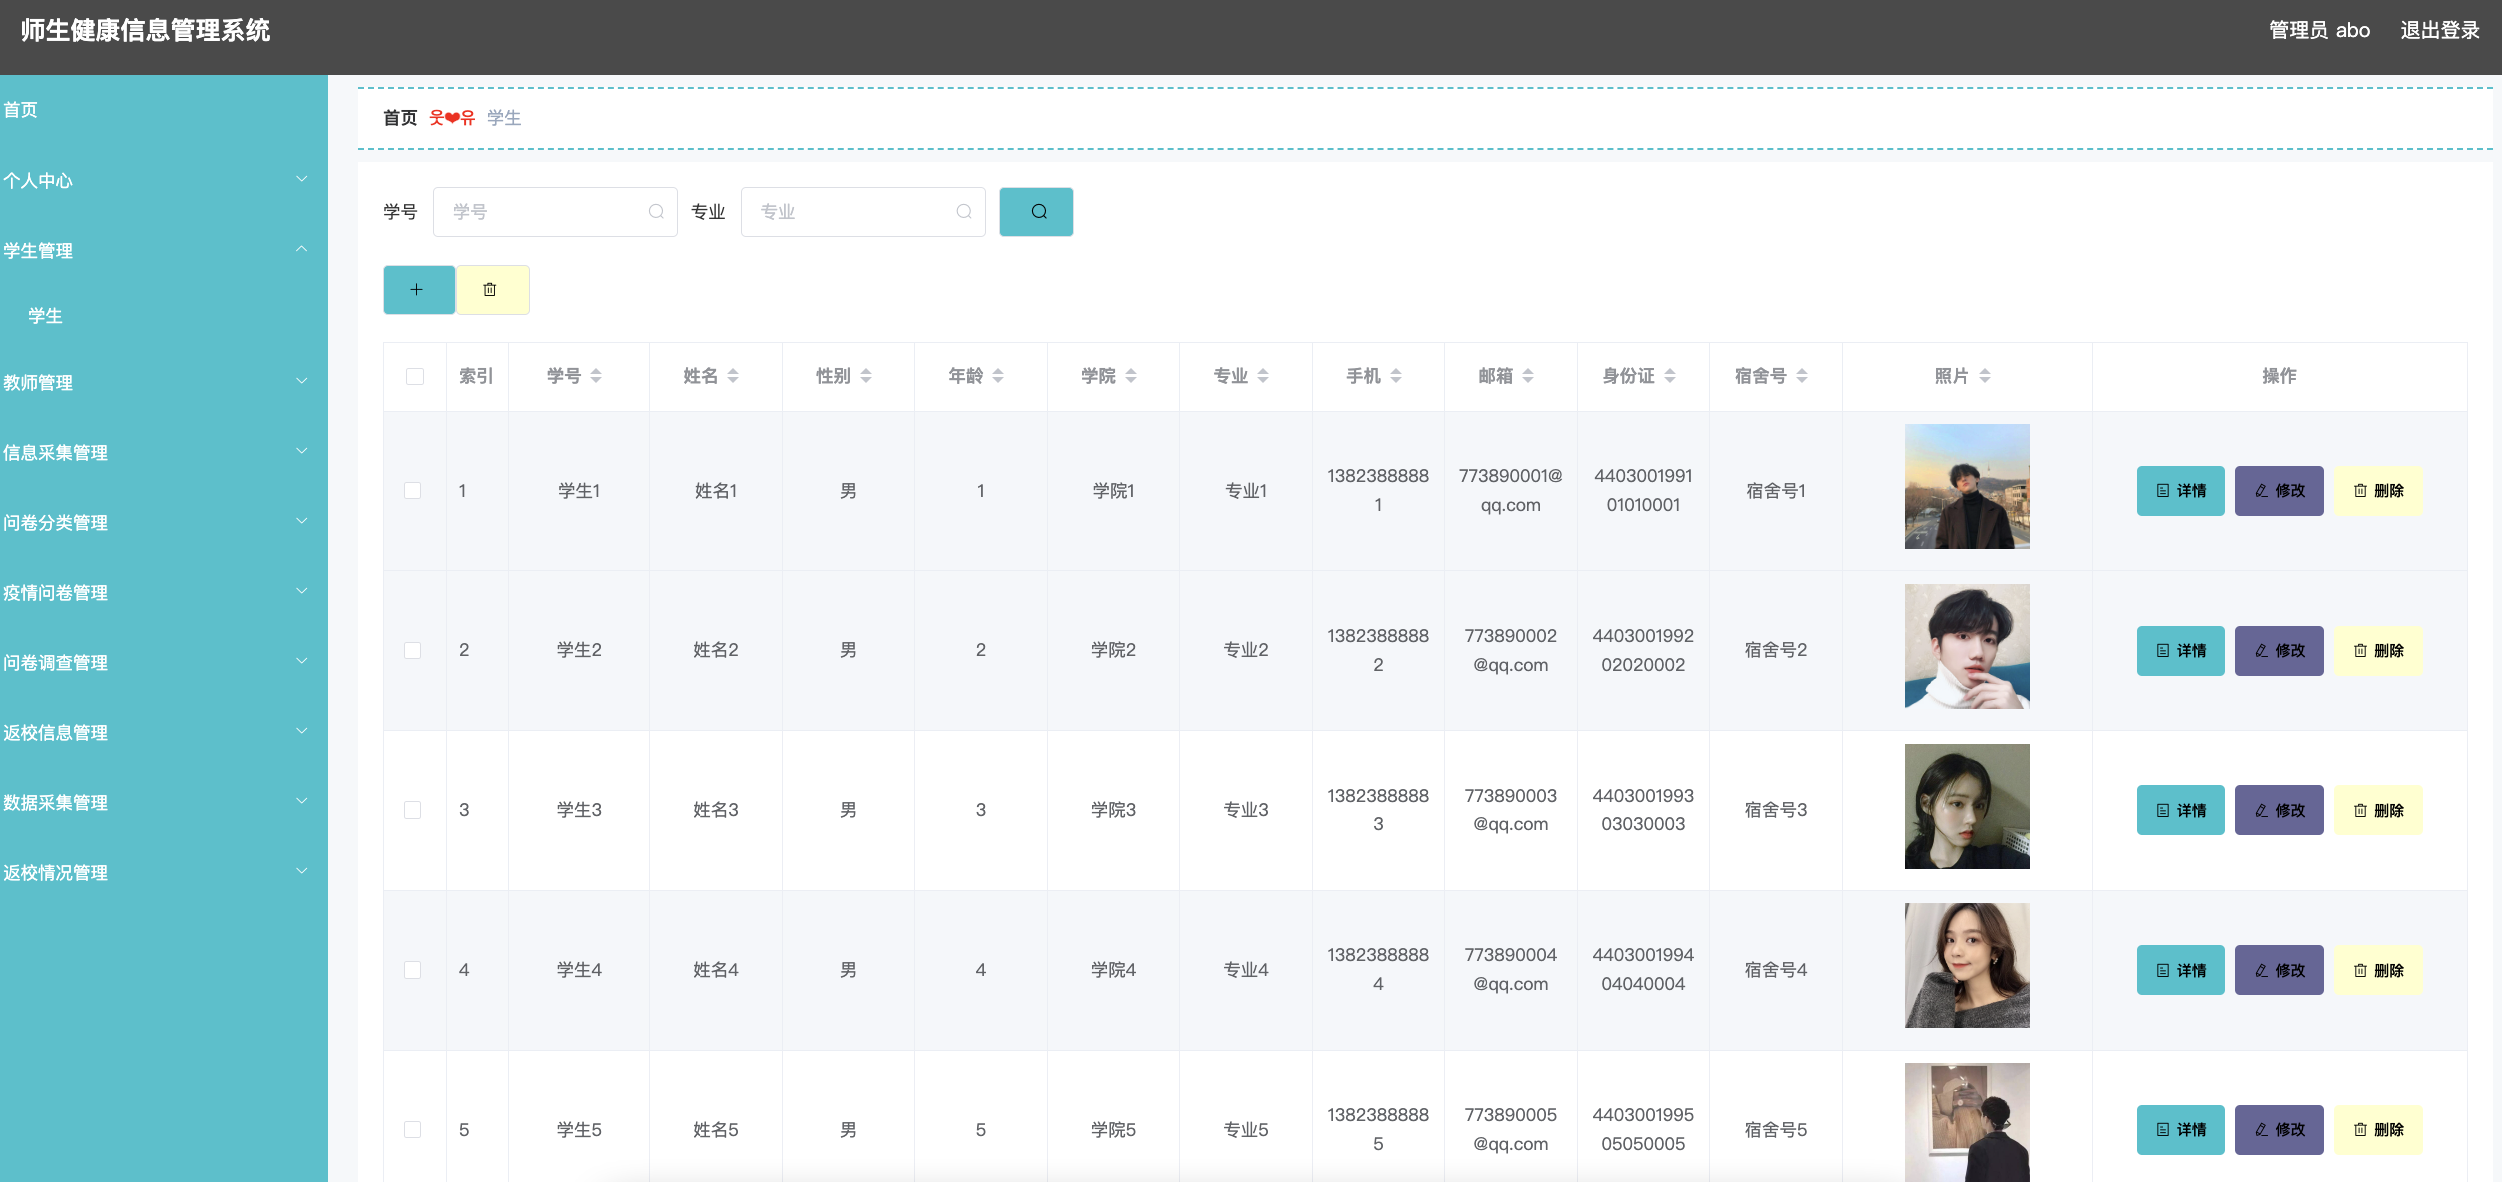 师生健康信息管理系统
管理员 abo 退出登录
首页
个人中心
学生管理
学生
教师管理
信息采集管理
问卷分类管理
疫情问卷管理
问卷调查管理
返校信息管理
数据采集管理
返校情况管理
首页 웃❤유 学生
学号 学号 专业 专业
索引 学号 姓名 性别 年龄 学院 专业 手机 邮箱 身份证 宿舍号 照片 操作
1 学生1 姓名1 男 1 学院1 专业1 13823888881 773890001@qq.com 440300199101010001 宿舍号1 详情 修改 删除
2 学生2 姓名2 男 2 学院2 专业2 13823888882 773890002@qq.com 440300199202020002 宿舍号2 详情 修改 删除
3 学生3 姓名3 男 3 学院3 专业3 13823888883 773890003@qq.com 440300199303030003 宿舍号3 详情 修改 删除
4 学生4 姓名4 男 4 学院4 专业4 13823888884 773890004@qq.com 440300199404040004 宿舍号4 详情 修改 删除
5 学生5 姓名5 男 5 学院5 专业5 13823888885 773890005@qq.com 440300199505050005 宿舍号5 详情 修改 删除